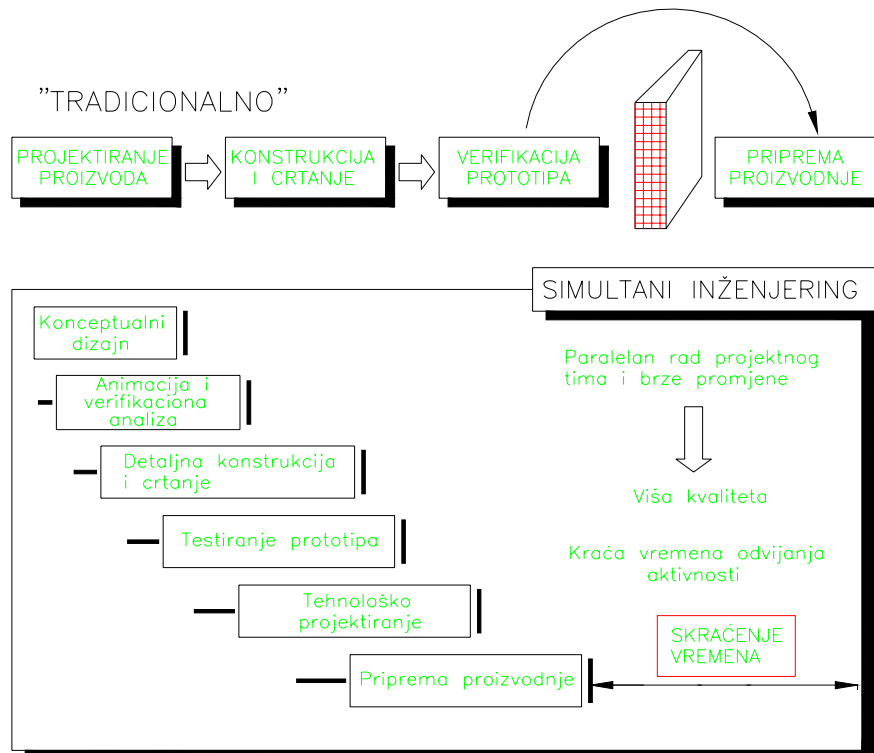 "TRADICIONALNO"
PROJEKTIRANJE
PROIZVODA
KONSTRUKCIJA
I CRTANJE
VERIFIKACIJA
PROTOTIPA
PRIPREMA
PROIZVODNJE
SIMULTANI INŽENJERING
Konceptualni
dizajn
Animacija i
verifikaciona
analiza
Detaljna konstrukcija
i crtanje
Testiranje prototipa
Tehnološko
projektiranje
Priprema proizvodnje
Paralelan rad projektnog
tima i brze promjene
Viša kvaliteta
Kraća vremena odvijanja
aktivnosti
SKRAĆENJE
VREMENA